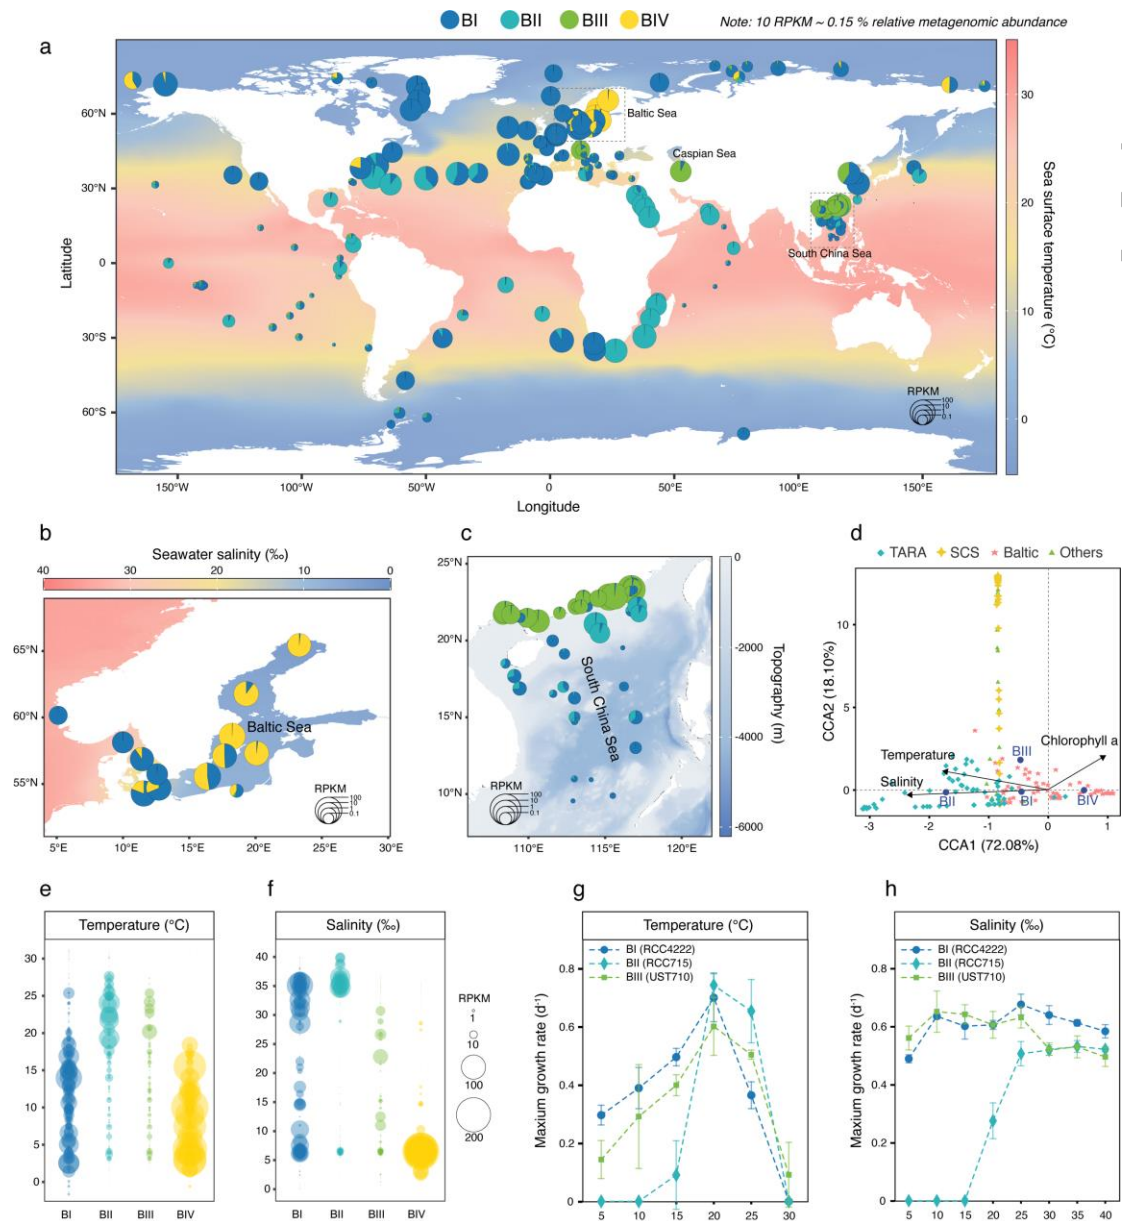 BI BII BIII BIV
Note: 10 RPKM ~ 0.15 % relative metagenomic abundance
a
60°N
30°N
0
30°S
60°S
Latitude
150°W 100°W 50°W 0 50°E 100°E 150°E
Longitude
Baltic Sea
Caspian Sea
South China Sea
RPKM
100
10
1
0.1
30
20
10
0
Sea surface temperature (°C)
b
Seawater salinity (‰)
40 30 20 10 0
65°N
60°N
55°N
Baltic Sea
RPKM
100
10
1
0.1
5°E 10°E 15°E 20°E 25°E 30°E
c
25°N
20°N
15°N
10°N
South China Sea
RPKM
100
10
1
0.1
110°E 115°E 120°E
0
-2000
-4000
-6000
Topography (m)
d
TARA SCS Baltic Others
CCA2 (18.10%)
10
5
0
Temperature
Salinity
Chlorophyll a
BIII
BII
BI
BIV
-3 -2 -1 0 1
CCA1 (72.08%)
e
Temperature (°C)
30
25
20
15
10
5
0
BI BII BIII BIV
f
Salinity (‰)
40
35
30
25
20
15
10
5
0
BI BII BIII BIV
RPKM
1
10
100
200
g
Temperature (°C)
BI (RCC4222)
BII (RCC715)
BIII (UST710)
Maxium growth rate (d⁻¹)
0.8
0.6
0.4
0.2
0
5 10 15 20 25 30
h
Salinity (‰)
BI (RCC4222)
BII (RCC715)
BIII (UST710)
Maxium growth rate (d⁻¹)
0.8
0.6
0.4
0.2
0
5 10 15 20 25 30 35 40